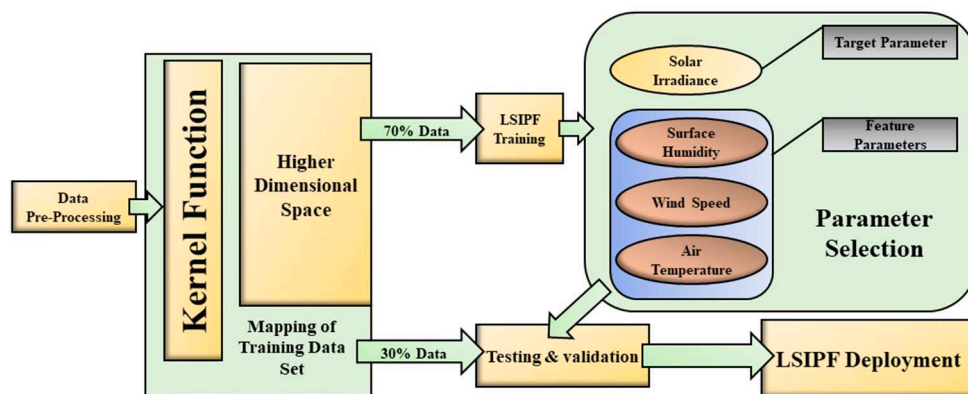 Data
Pre-Processing
Kernel Function
Higher
Dimensional
Space
Mapping of
Training Data
Set
70% Data
30% Data
LSIPF
Training
Solar
Irradiance
Target Parameter
Surface
Humidity
Wind Speed
Air
Temperature
Feature
Parameters
Parameter
Selection
Testing & validation
LSIPF Deployment